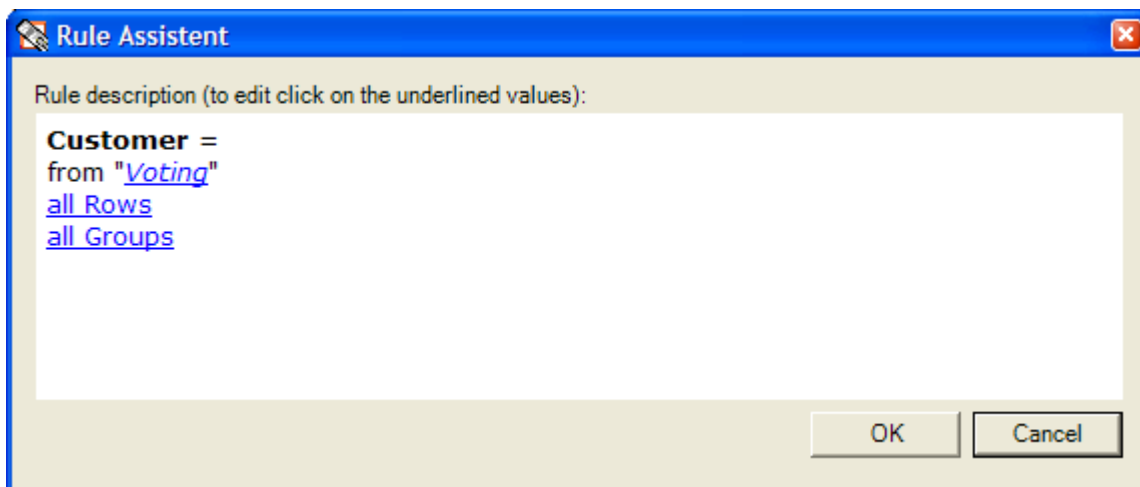 Rule Assistent
Rule description (to edit click on the underlined values):
Customer =
from "Voting"
all Rows
all Groups
OK Cancel